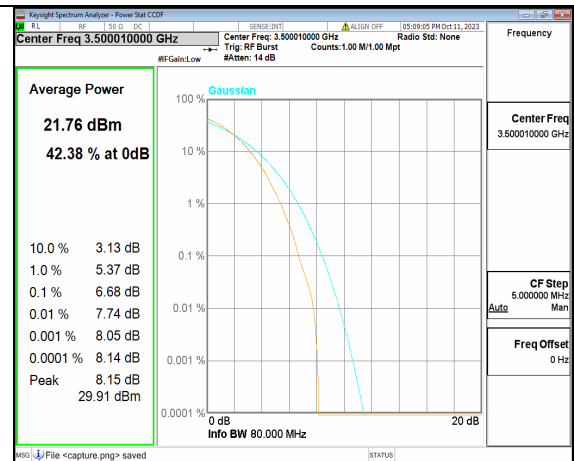 Keysight Spectrum Analyzer - Power Stat CCDF
RL RF 50 Ω DC SENSE:INT ALIGN OFF 05:09:05 PM Oct 11, 2023
Center Freq 3.500010000 GHz
Center Freq: 3.500010000 GHz Radio Std: None
Trig: RF Burst Counts:1.00 M/1.00 Mpt
#IFGain:Low #Atten: 14 dB
Frequency
Average Power
21.76 dBm
42.38 % at 0dB
10.0 % 3.13 dB
1.0 % 5.37 dB
0.1 % 6.68 dB
0.01 % 7.74 dB
0.001 % 8.05 dB
0.0001 % 8.14 dB
Peak 8.15 dB
29.91 dBm
Gaussian
100 %
10 %
1 %
0.1 %
0.01 %
0.001 %
0.0001 %
0 dB 20 dB
Info BW 80.000 MHz
Center Freq
3.500010000 GHz
CF Step
5.000000 MHz
Auto Man
Freq Offset
0 Hz
MSG File <capture.png> saved STATUS